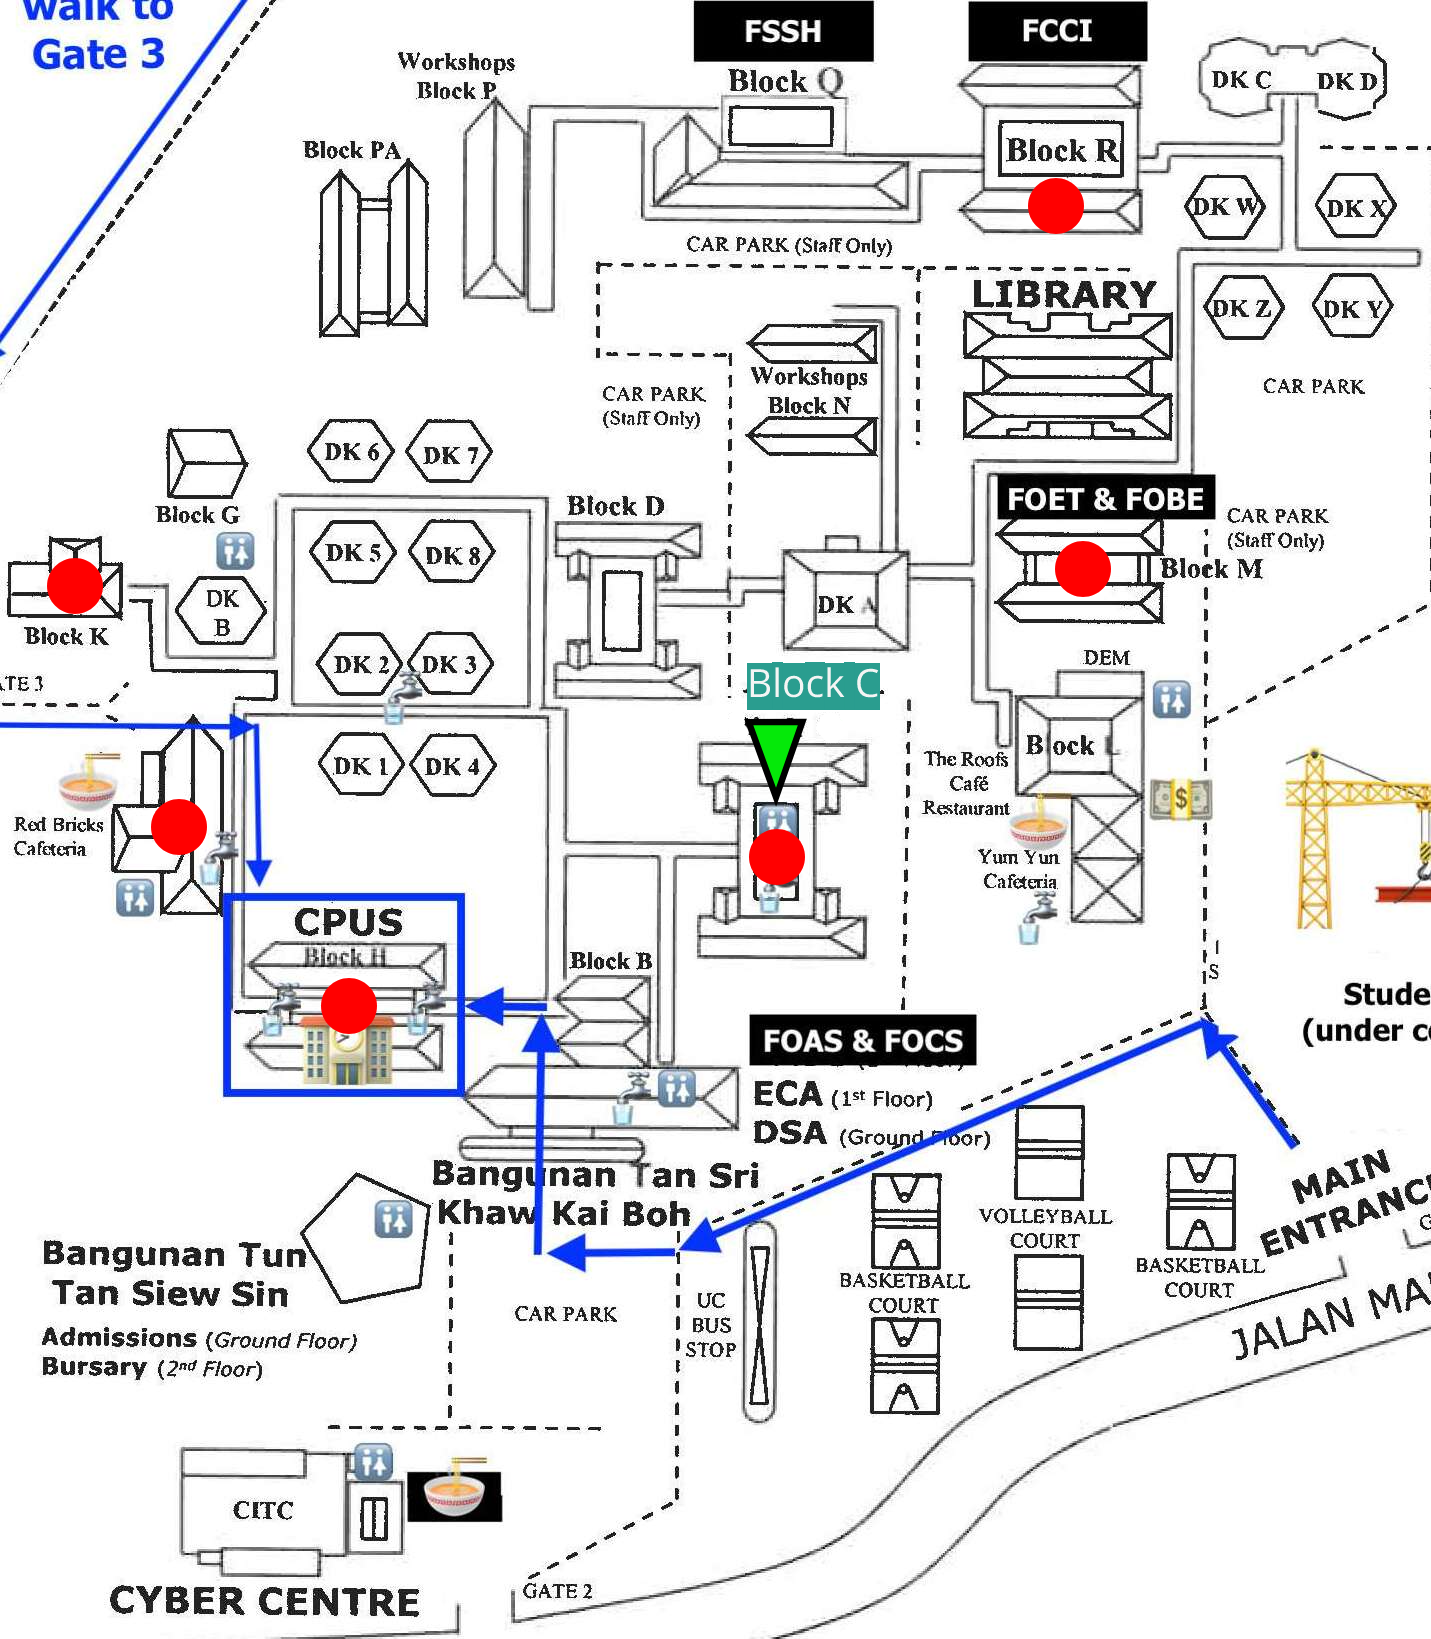 walk to
Gate 3
FSSH
FCCI
Block Q
Workshops
Block P
Block PA
Block R
DK C
DK D
DK W
DK X
CAR PARK (Staff Only)
LIBRARY
DK Z
DK Y
Workshops
Block N
CAR PARK
(Staff Only)
CAR PARK
DK 6
DK 7
Block G
Block D
FOET & FOBE
CAR PARK
(Staff Only)
DK 5
DK 8
Block M
DK
B
DK A
Block K
DK 2
DK 3
DEM
Block C
ATE 3
Block L
DK 1
DK 4
The Roofs
Café
Restaurant
Red Bricks
Cafeteria
Yum Yun
Cafeteria
CPUS
Block H
Block B
I
S
Stude
(under co
FOAS & FOCS
ECA (1st Floor)
DSA (Ground Floor)
Bangunan Tan Sri
Khaw Kai Boh
MAIN
ENTRANC
VOLLEYBALL
COURT
BASKETBALL
COURT
BASKETBALL
COURT
G
Bangunan Tun
Tan Siew Sin
Admissions (Ground Floor)
Bursary (2nd Floor)
CAR PARK
UC
BUS
STOP
JALAN MA
CITC
CYBER CENTRE
GATE 2